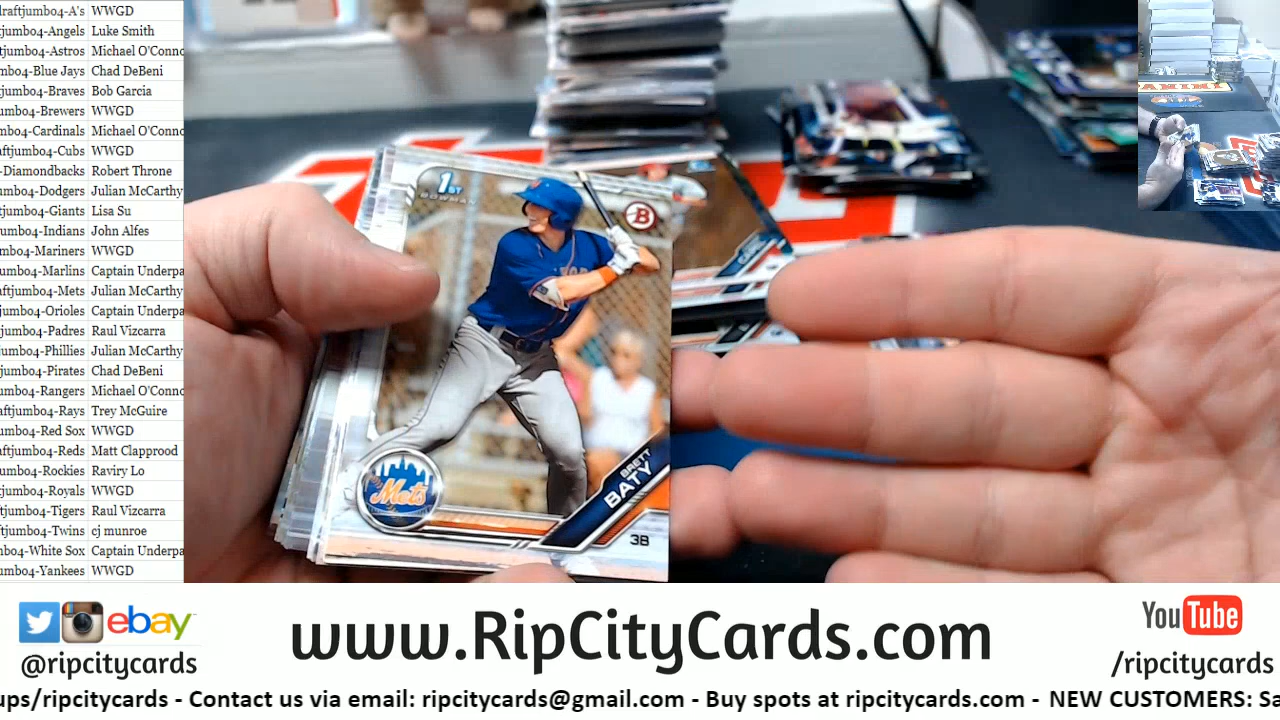 draftjumbo4-A's WWGD
tjumbo4-Angels Luke Smith
tjumbo4-Astros Michael O'Conno
mbo4-Blue Jays Chad DeBeni
jumbo4-Braves Bob Garcia
umbo4-Brewers WWGD
mbo4-Cardinals Michael O'Conno
aftjumbo4-Cubs WWGD
-Diamondbacks Robert Throne
umbo4-Dodgers Julian McCarthy
jumbo4-Giants Lisa Su
umbo4-Indians John Alfes
mbo4-Mariners WWGD
umbo4-Marlins Captain Underpa
aftjumbo4-Mets Julian McCarthy
umbo4-Orioles Captain Underpa
jumbo4-Padres Raul Vizcarra
umbo4-Phillies Julian McCarthy
jumbo4-Pirates Chad DeBeni
umbo4-Rangers Michael O'Conno
aftjumbo4-Rays Trey McGuire
umbo4-Red Sox WWGD
aftjumbo4-Reds Matt Clapprood
umbo4-Rockies Raviry Lo
jumbo4-Royals WWGD
tjumbo4-Tigers Raul Vizcarra
tjumbo4-Twins cj munroe
mbo4-White Sox Captain Underpa
umbo4-Yankees WWGD
1ST
BOWMAN
B
Mets
BRETT
BATY
3B
PANINI
ebay
@ripcitycards
www.RipCityCards.com
YouTube
/ripcitycards
ups/ripcitycards - Contact us via email: ripcitycards@gmail.com - Buy spots at ripcitycards.com - NEW CUSTOMERS: Sa